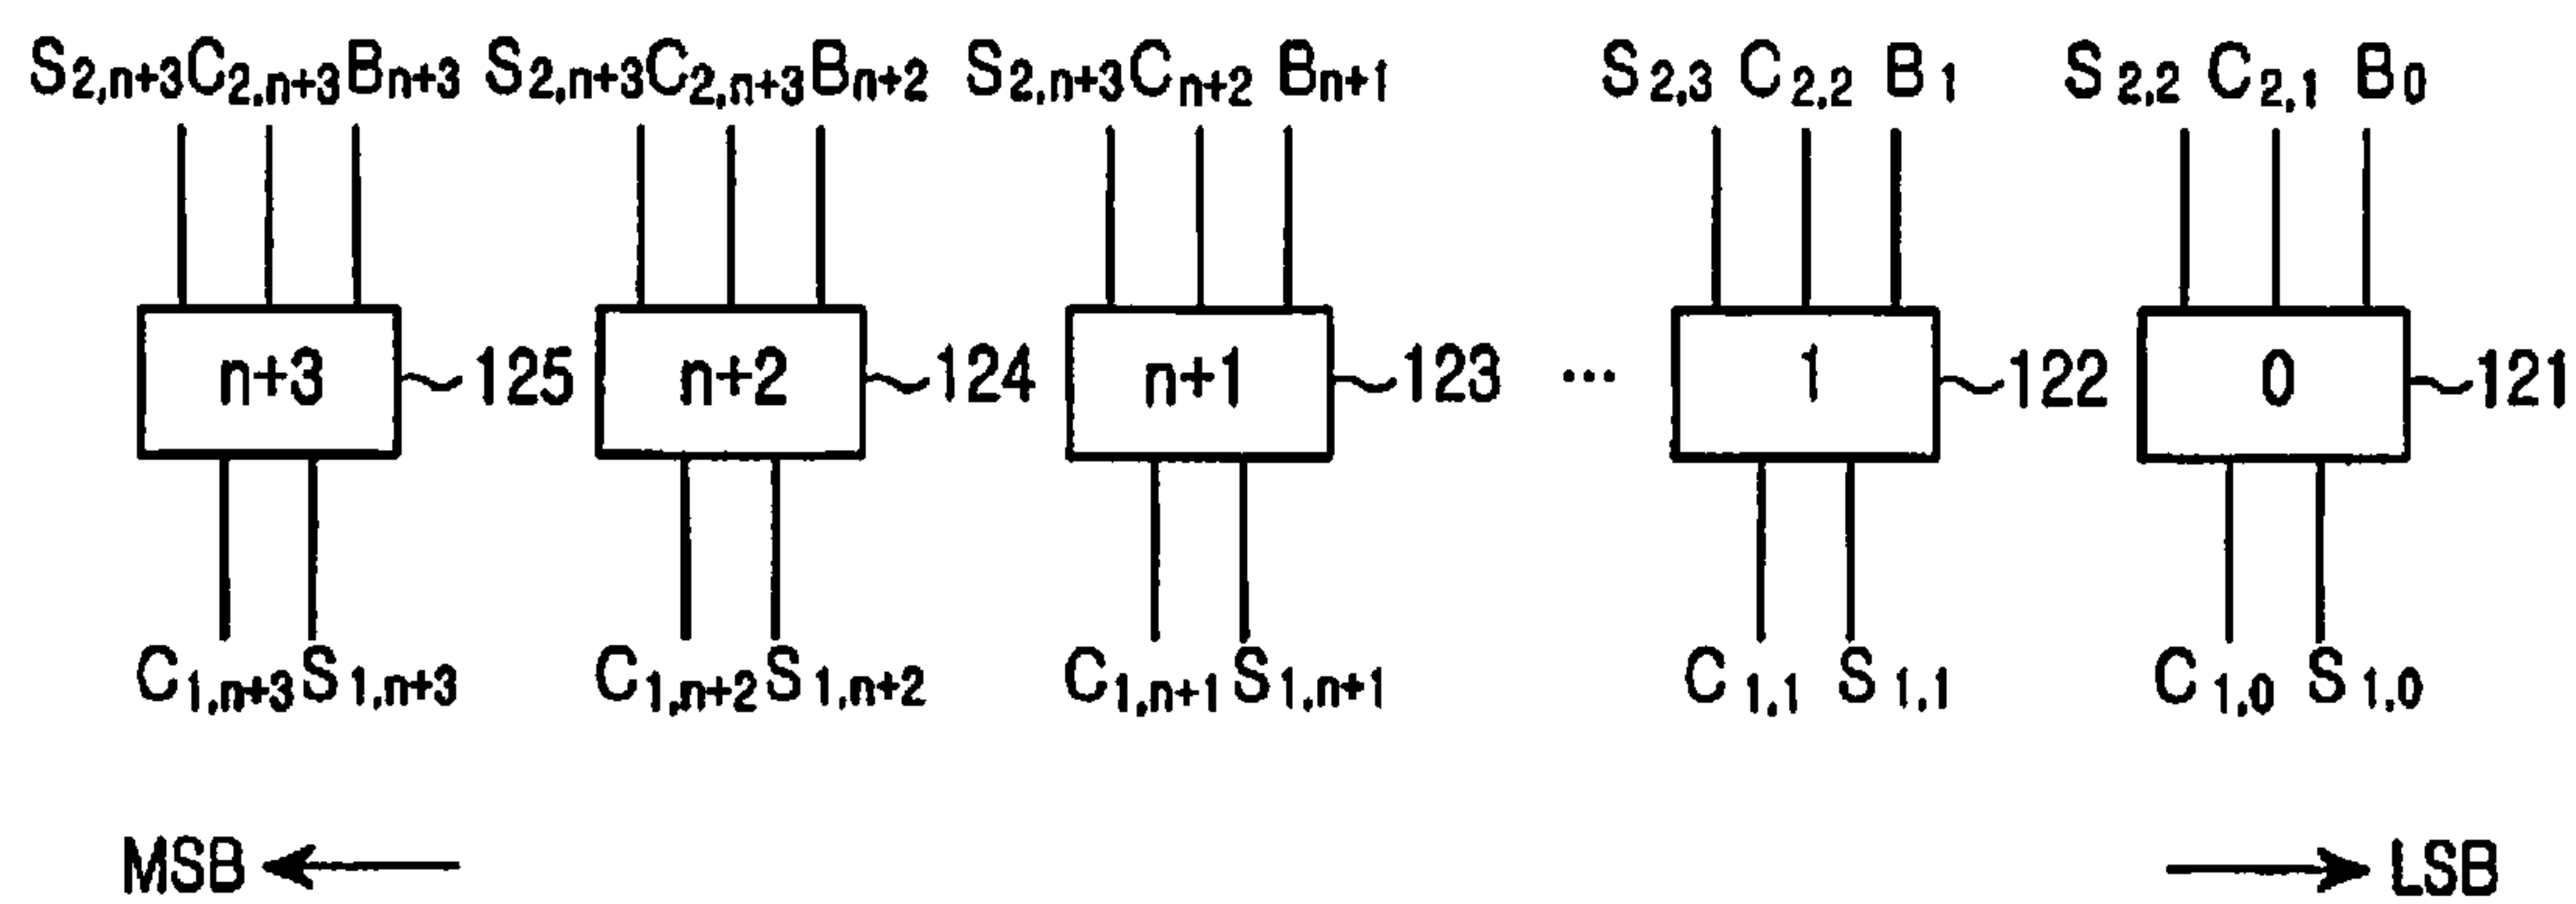 S2,n+3 C2,n+3 Bn+3 S2,n+3 C2,n+3 Bn+2 S2,n+3 Cn+2 Bn+1 S2,3 C2,2 B1 S2,2 C2,1 B0
n+3 125 n+2 124 n+1 123 ... 1 122 0 121
C1,n+3 S1,n+3 C1,n+2 S1,n+2 C1,n+1 S1,n+1 C1,1 S1,1 C1,0 S1,0
MSB LSB